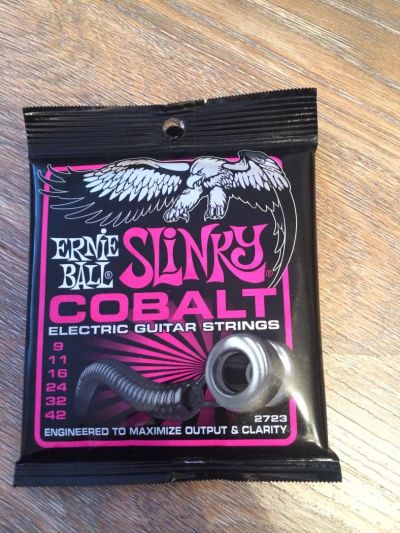 ERNIE BALL® SLINKY®
COBALT
ELECTRIC GUITAR STRINGS
9
11
16
24
32
42
2723
ENGINEERED TO MAXIMIZE OUTPUT & CLARITY